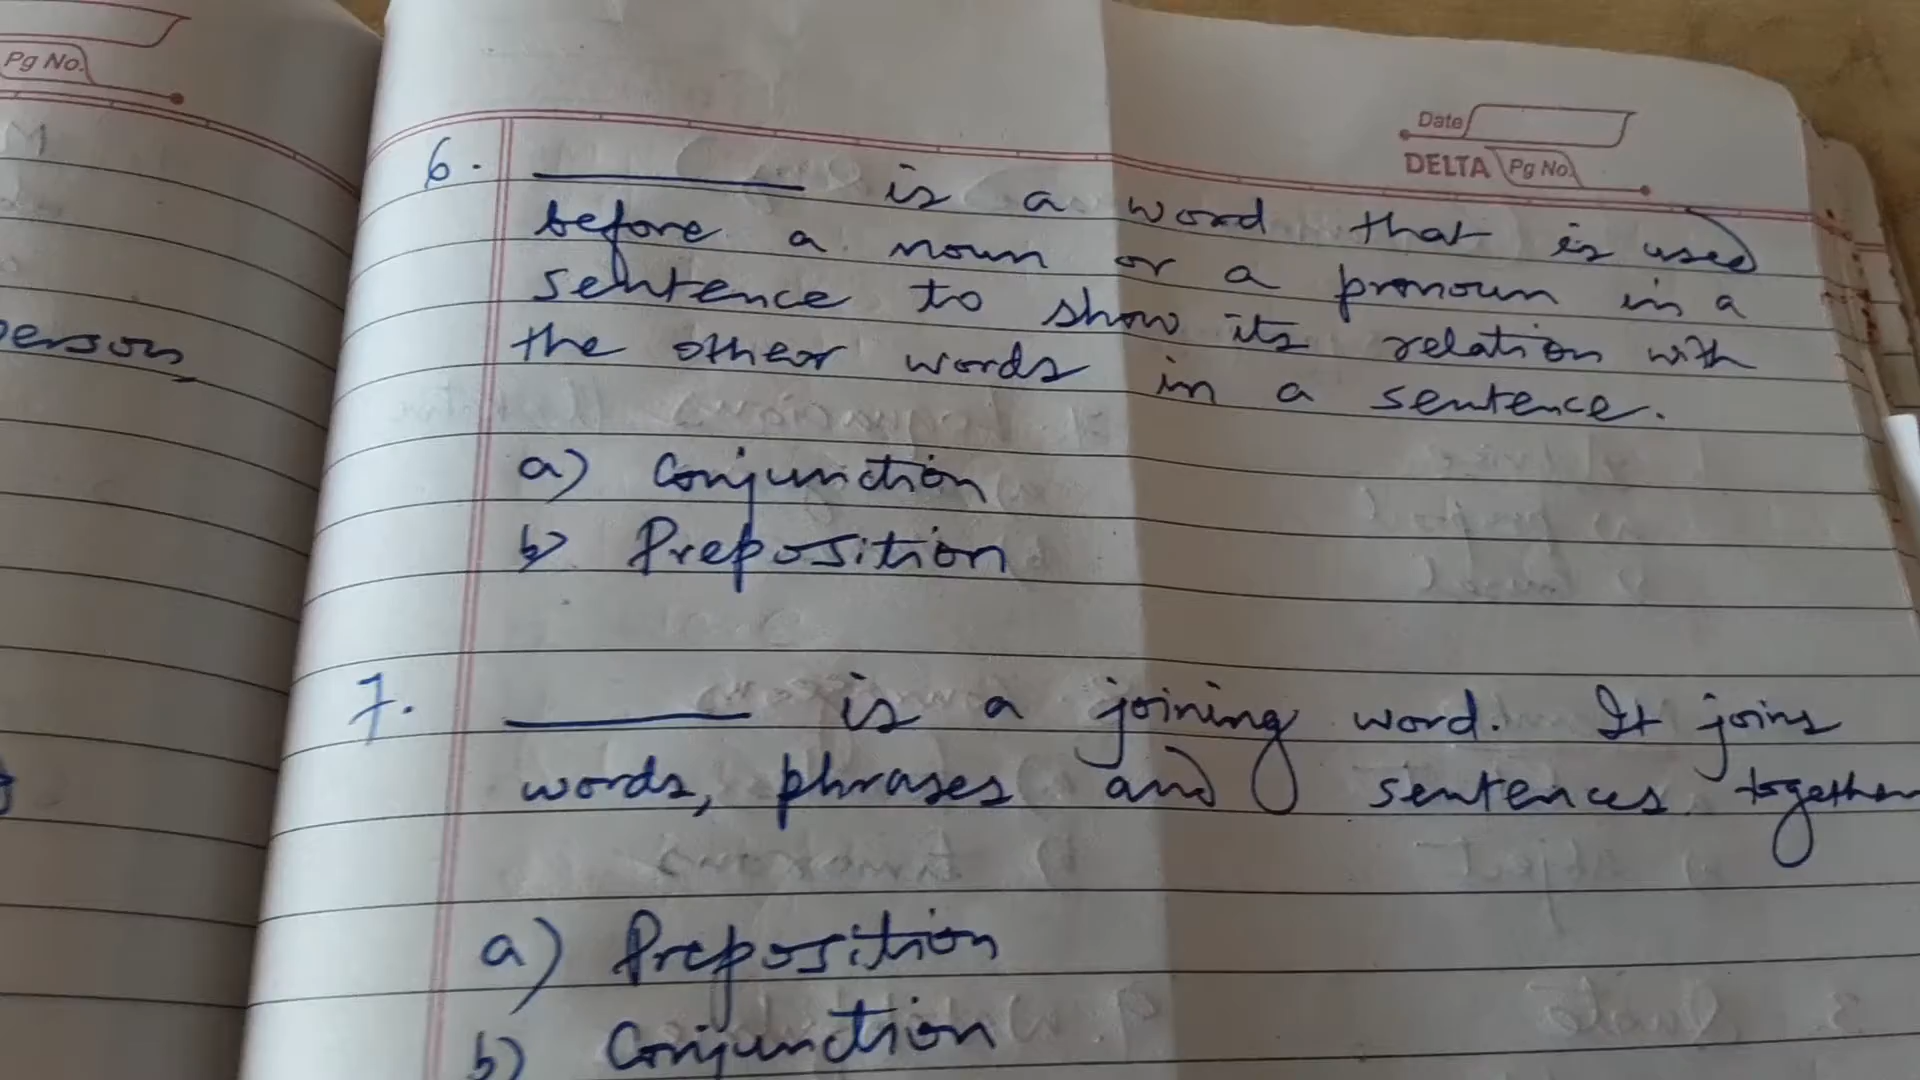 Pg No.
erson,
Date
DELTA Pg No.
6. ______ is a word that is used
before a noun or a pronoun in a
sentence to show its relation with
the other words in a sentence.
a) Conjunction
b) Preposition
7. ______ is a joining word. It joins
words, phrases and sentences together
a) Preposition
b) Conjunction